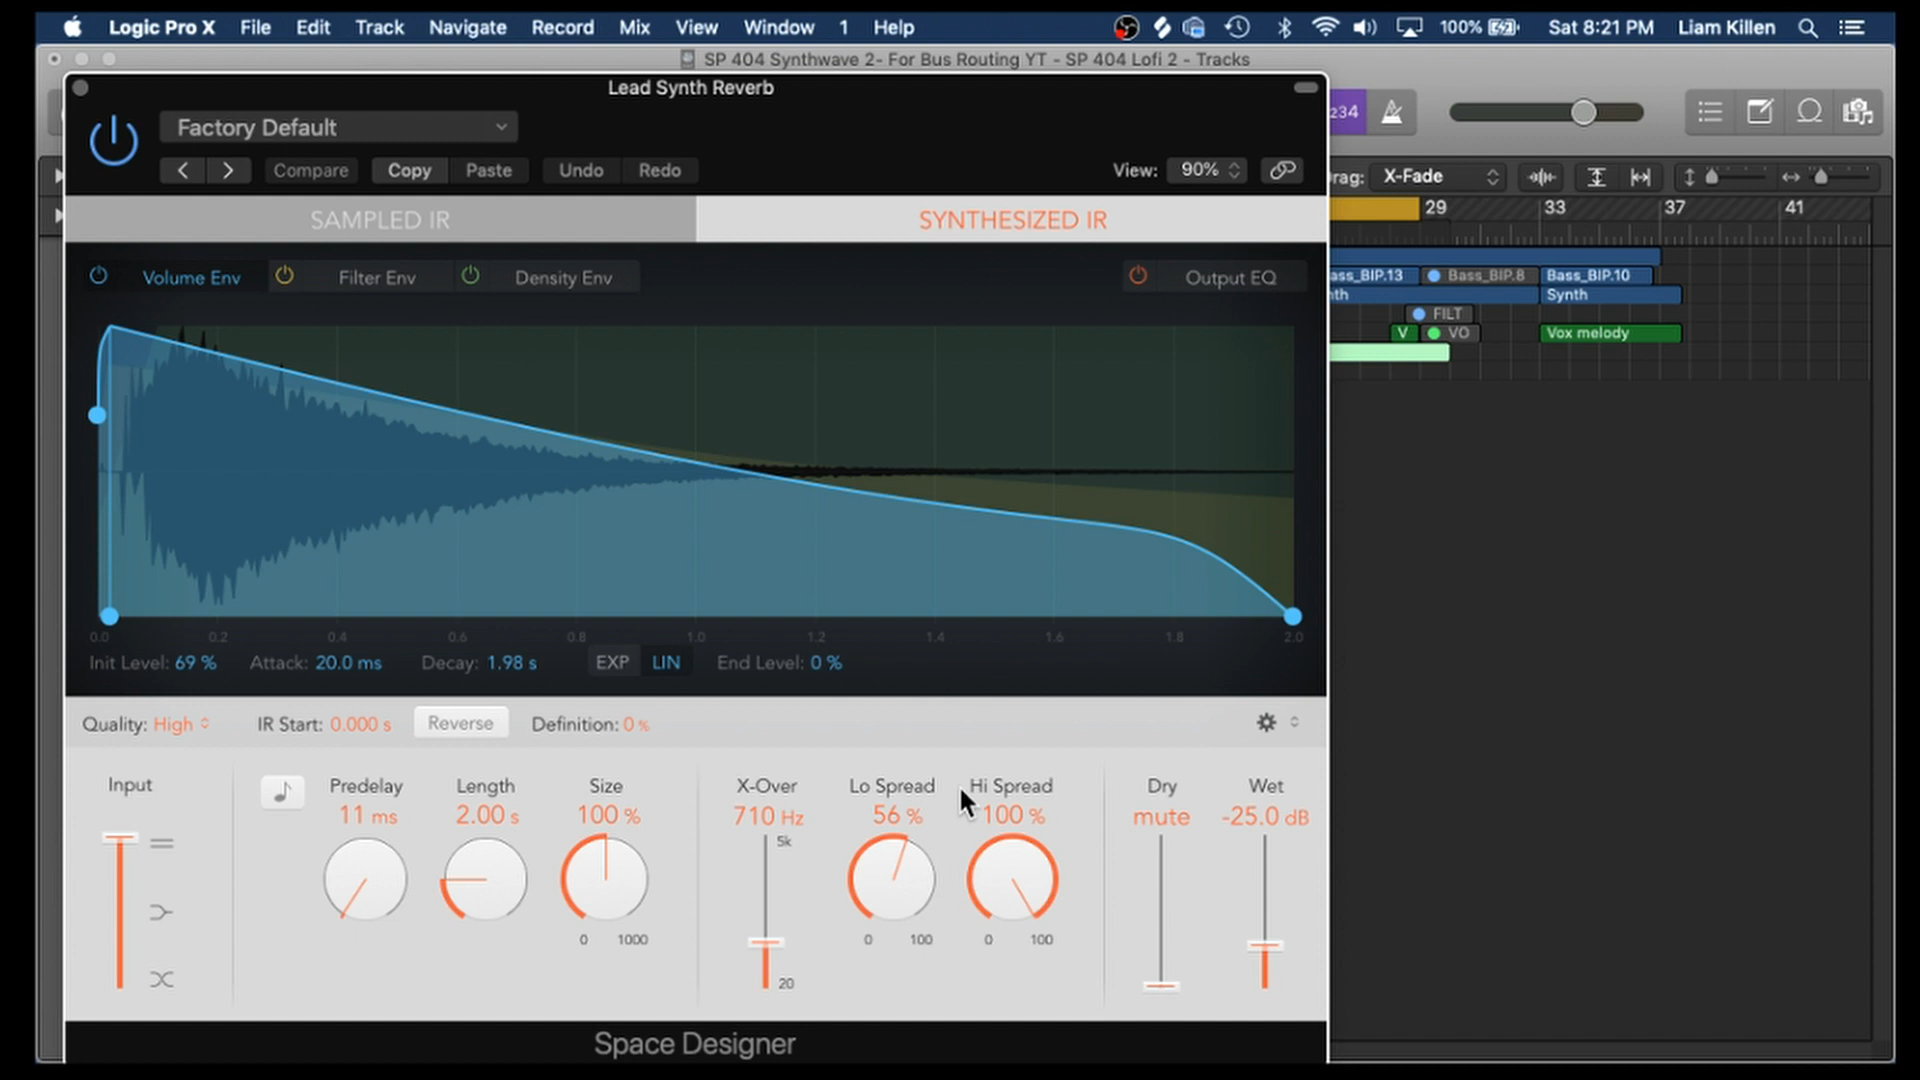 Logic Pro X File Edit Track Navigate Record Mix View Window 1 Help 100% Sat 8:21 PM Liam Killen
SP 404 Synthwave 2- For Bus Routing YT - SP 404 Lofi 2 - Tracks
Lead Synth Reverb
Factory Default
234
Compare Copy Paste Undo Redo View: 90%
rag: X-Fade
29 33 37 41
SAMPLED IR SYNTHESIZED IR
Volume Env Filter Env Density Env Output EQ
ass_BIP.13 Bass_BIP.8 Bass_BIP.10
nth Synth
FILT
V VO Vox melody
0.0 0.2 0.4 0.6 0.8 1.0 1.2 1.4 1.6 1.8 2.0
Init Level: 69 % Attack: 20.0 ms Decay: 1.98 s EXP LIN End Level: 0 %
Quality: High IR Start: 0.000 s Reverse Definition: 0 %
Input Predelay Length Size X-Over Lo Spread Hi Spread Dry Wet
11 ms 2.00 s 100 % 710 Hz 56 % 100 % mute -25.0 dB
5k
0 1000 0 100 0 100
20
Space Designer